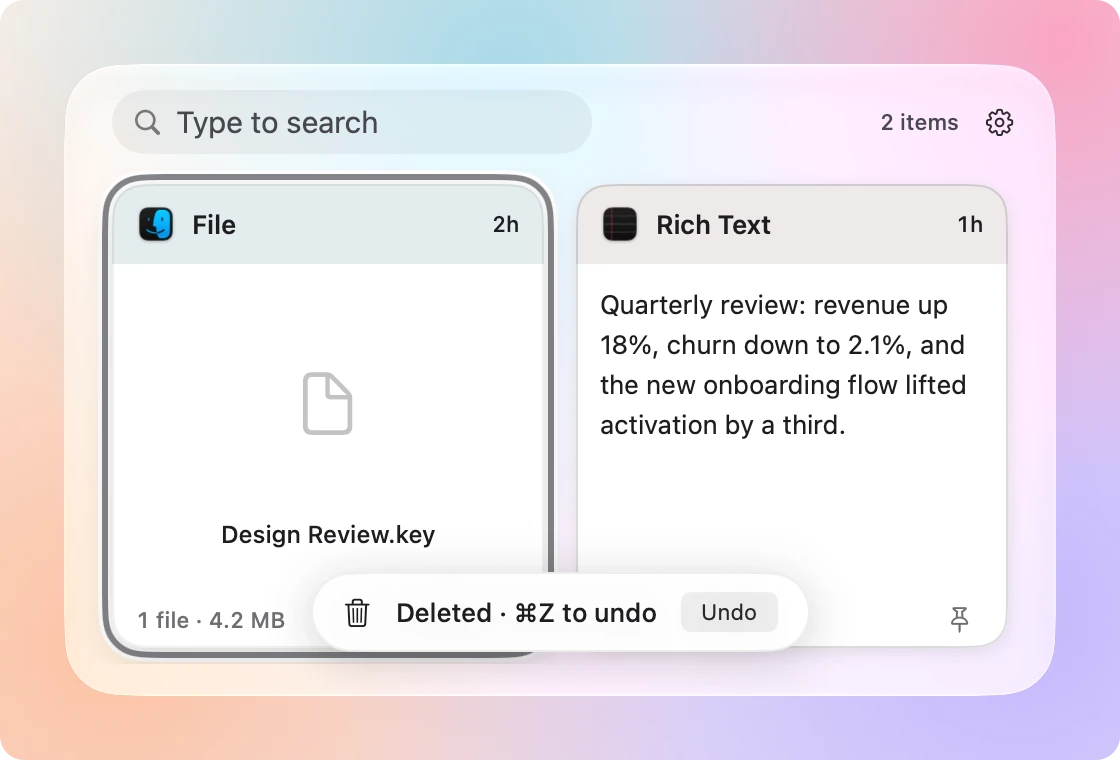 Type to search
2 items
File
2h
Design Review.key
1 file · 4.2 MB
Rich Text
1h
Quarterly review: revenue up
18%, churn down to 2.1%, and
the new onboarding flow lifted
activation by a third.
Deleted · ⌘Z to undo
Undo